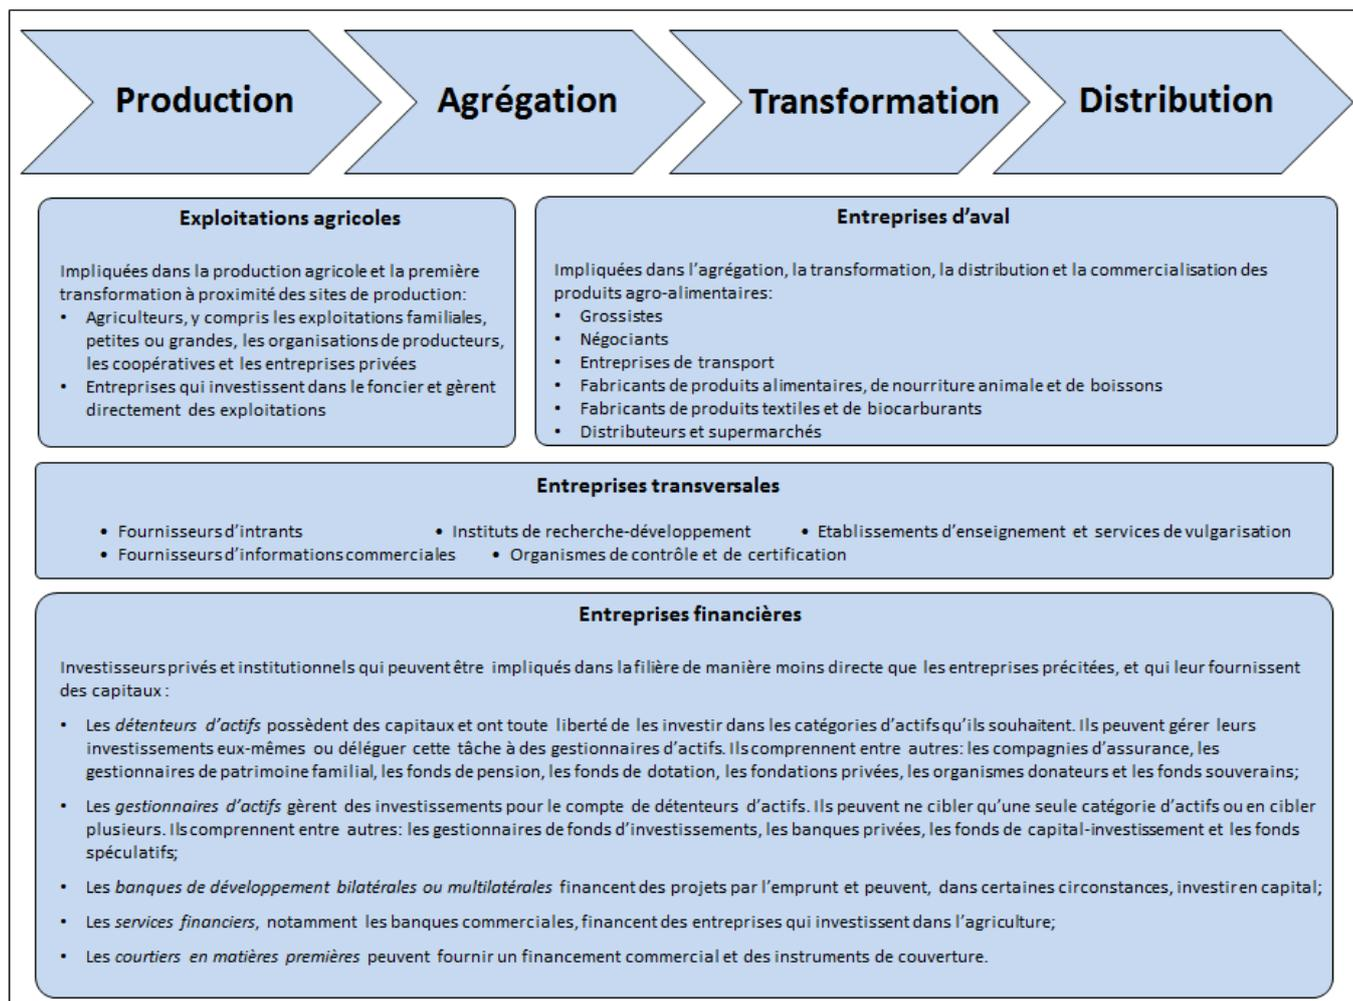 Production
Agrégation
Transformation
Distribution
Exploitations agricoles
Impliquées dans la production agricole et la première
transformation à proximité des sites de production:
• Agriculteurs, y compris les exploitations familiales,
petites ou grandes, les organisations de producteurs,
les coopératives et les entreprises privées
• Entreprises qui investissent dans le foncier et gèrent
directement des exploitations
Entreprises d’aval
Impliquées dans l’agrégation, la transformation, la distribution et la commercialisation des
produits agro-alimentaires:
• Grossistes
• Négociants
• Entreprises de transport
• Fabricants de produits alimentaires, de nourriture animale et de boissons
• Fabricants de produits textiles et de biocarburants
• Distributeurs et supermarchés
Entreprises transversales
• Fournisseurs d’intrants • Instituts de recherche-développement • Etablissements d’enseignement et services de vulgarisation
• Fournisseurs d’informations commerciales • Organismes de contrôle et de certification
Entreprises financières
Investisseurs privés et institutionnels qui peuvent être impliqués dans la filière de manière moins directe que les entreprises précitées, et qui leur fournissent
des capitaux :
• Les détenteurs d’actifs possèdent des capitaux et ont toute liberté de les investir dans les catégories d’actifs qu’ils souhaitent. Ils peuvent gérer leurs
investissements eux-mêmes ou déléguer cette tâche à des gestionnaires d’actifs. Ils comprennent entre autres: les compagnies d’assurance, les
gestionnaires de patrimoine familial, les fonds de pension, les fonds de dotation, les fondations privées, les organismes donateurs et les fonds souverains;
• Les gestionnaires d’actifs gèrent des investissements pour le compte de détenteurs d’actifs. Ils peuvent ne cibler qu’une seule catégorie d’actifs ou en cibler
plusieurs. Ils comprennent entre autres: les gestionnaires de fonds d’investissements, les banques privées, les fonds de capital-investissement et les fonds
spéculatifs;
• Les banques de développement bilatérales ou multilatérales financent des projets par l’emprunt et peuvent, dans certaines circonstances, investir en capital;
• Les services financiers, notamment les banques commerciales, financent des entreprises qui investissent dans l’agriculture;
• Les courtiers en matières premières peuvent fournir un financement commercial et des instruments de couverture.